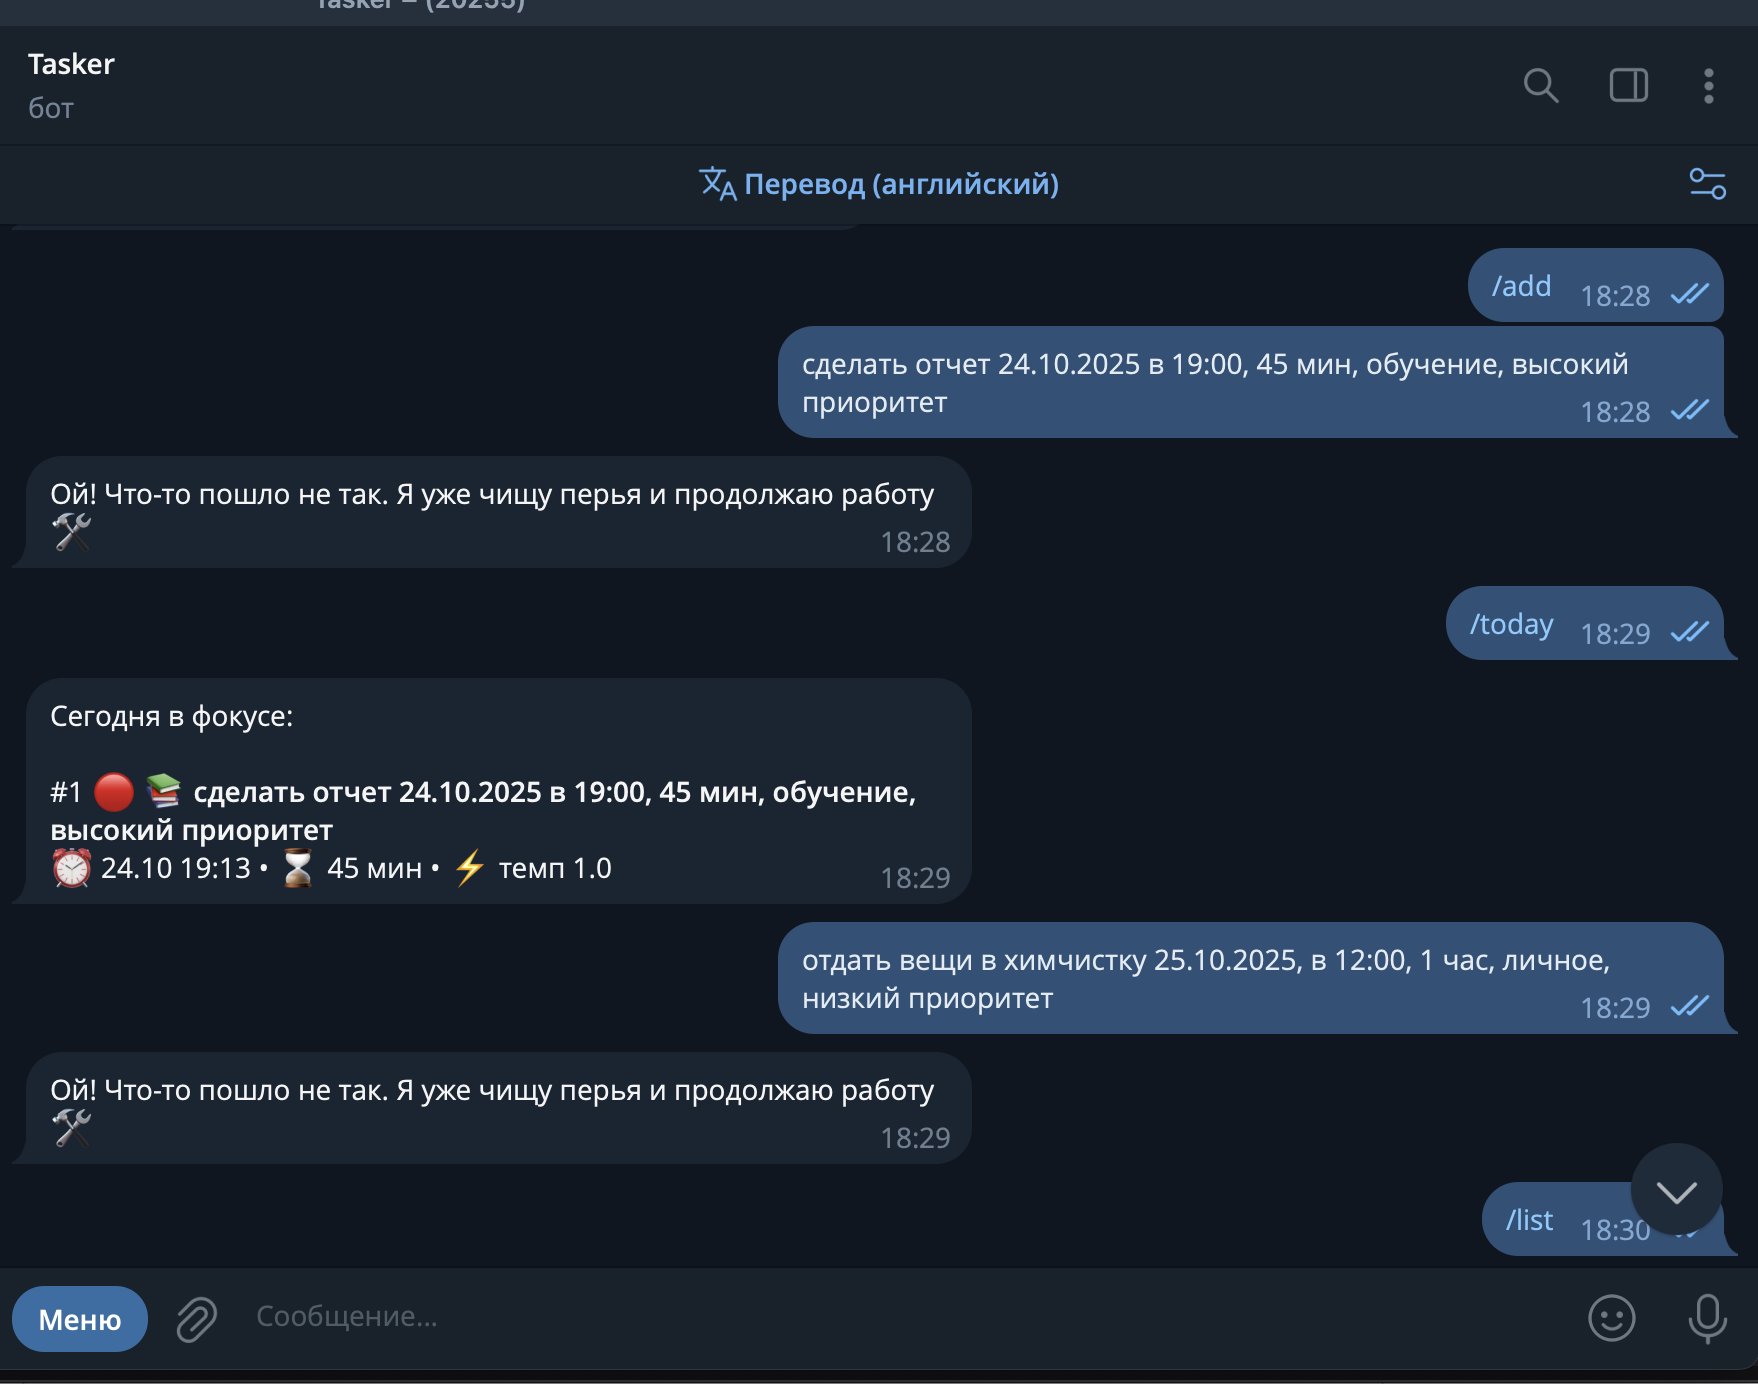 Tasker – (20255)
Tasker
бот
Перевод (английский)
/add 18:28
сделать отчет 24.10.2025 в 19:00, 45 мин, обучение, высокий
приоритет 18:28
Ой! Что-то пошло не так. Я уже чищу перья и продолжаю работу
18:28
/today 18:29
Сегодня в фокусе:
#1 сделать отчет 24.10.2025 в 19:00, 45 мин, обучение,
высокий приоритет
24.10 19:13 • 45 мин • темп 1.0 18:29
отдать вещи в химчистку 25.10.2025, в 12:00, 1 час, личное,
низкий приоритет 18:29
Ой! Что-то пошло не так. Я уже чищу перья и продолжаю работу
18:29
/list 18:30
Меню Сообщение...